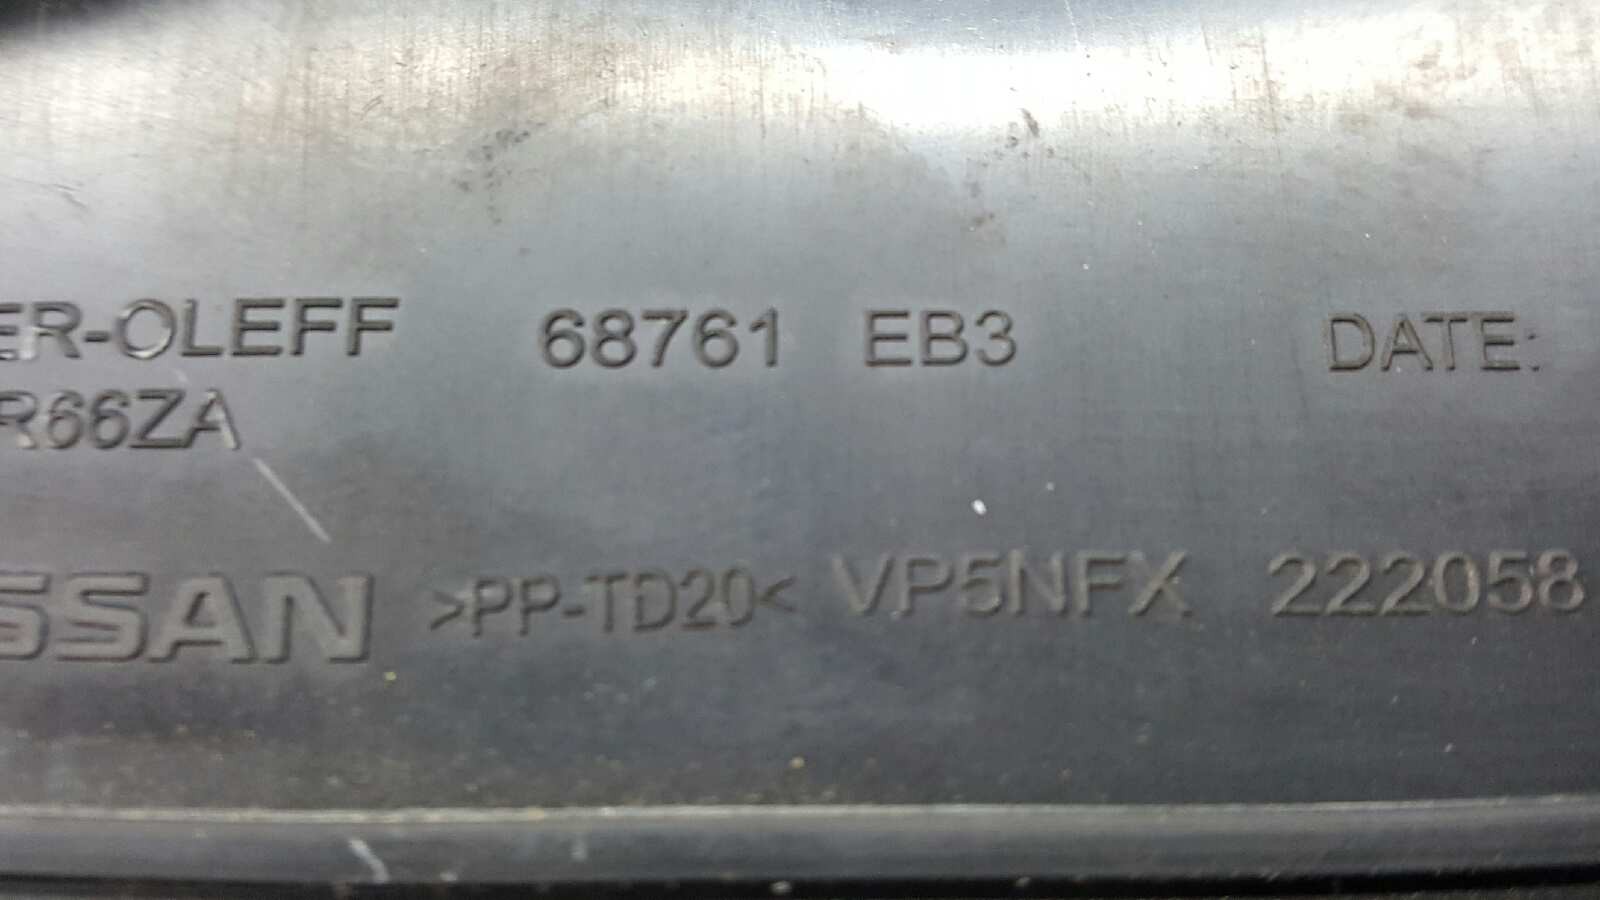 ER-OLEFF 68761 EB3 DATE:
R66ZA
SSAN >PP-TD20< VP5NFX 222058